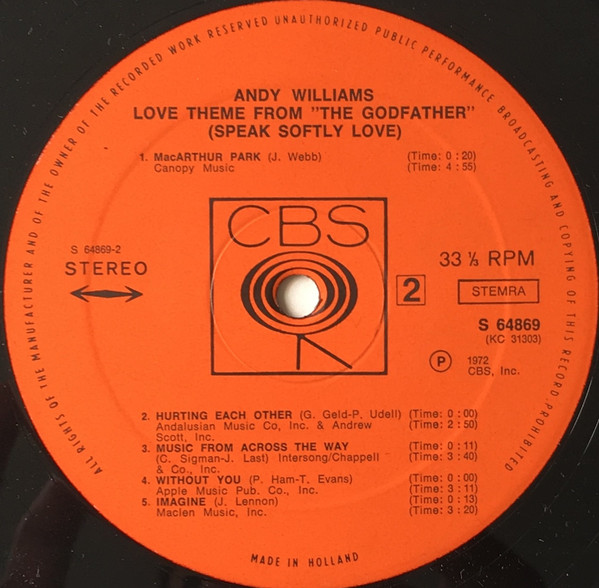 ALL RIGHTS OF THE MANUFACTURER AND OF THE OWNER OF THE RECORDED WORK RESERVED UNAUTHORIZED PUBLIC PERFORMANCE BROADCASTING AND COPYING OF THIS RECORD PROHIBITED
ANDY WILLIAMS
LOVE THEME FROM "THE GODFATHER"
(SPEAK SOFTLY LOVE)
1. MacARTHUR PARK (J. Webb) (Time: 0 : 20)
Canopy Music (Time: 4 : 55)
CBS
S 64869-2
STEREO
2
33 ⅓ RPM
STEMRA
S 64869
(KC 31303)
P 1972
CBS, Inc.
2. HURTING EACH OTHER (G. Geld-P. Udell) (Time: 0 : 00)
Andalusian Music Co, Inc. & Andrew (Time: 2 : 50)
Scott, Inc.
3. MUSIC FROM ACROSS THE WAY (Time: 0 : 11)
(C. Sigman-J. Last) Intersong/Chappell (Time: 3 : 40)
& Co., Inc.
4. WITHOUT YOU (P. Ham-T. Evans) (Time: 0 : 00)
Apple Music Pub. Co., Inc. (Time: 3 : 11)
5. IMAGINE (J. Lennon) (Time: 0 : 13)
Maclen Music, Inc. (Time: 3 : 20)
MADE IN HOLLAND